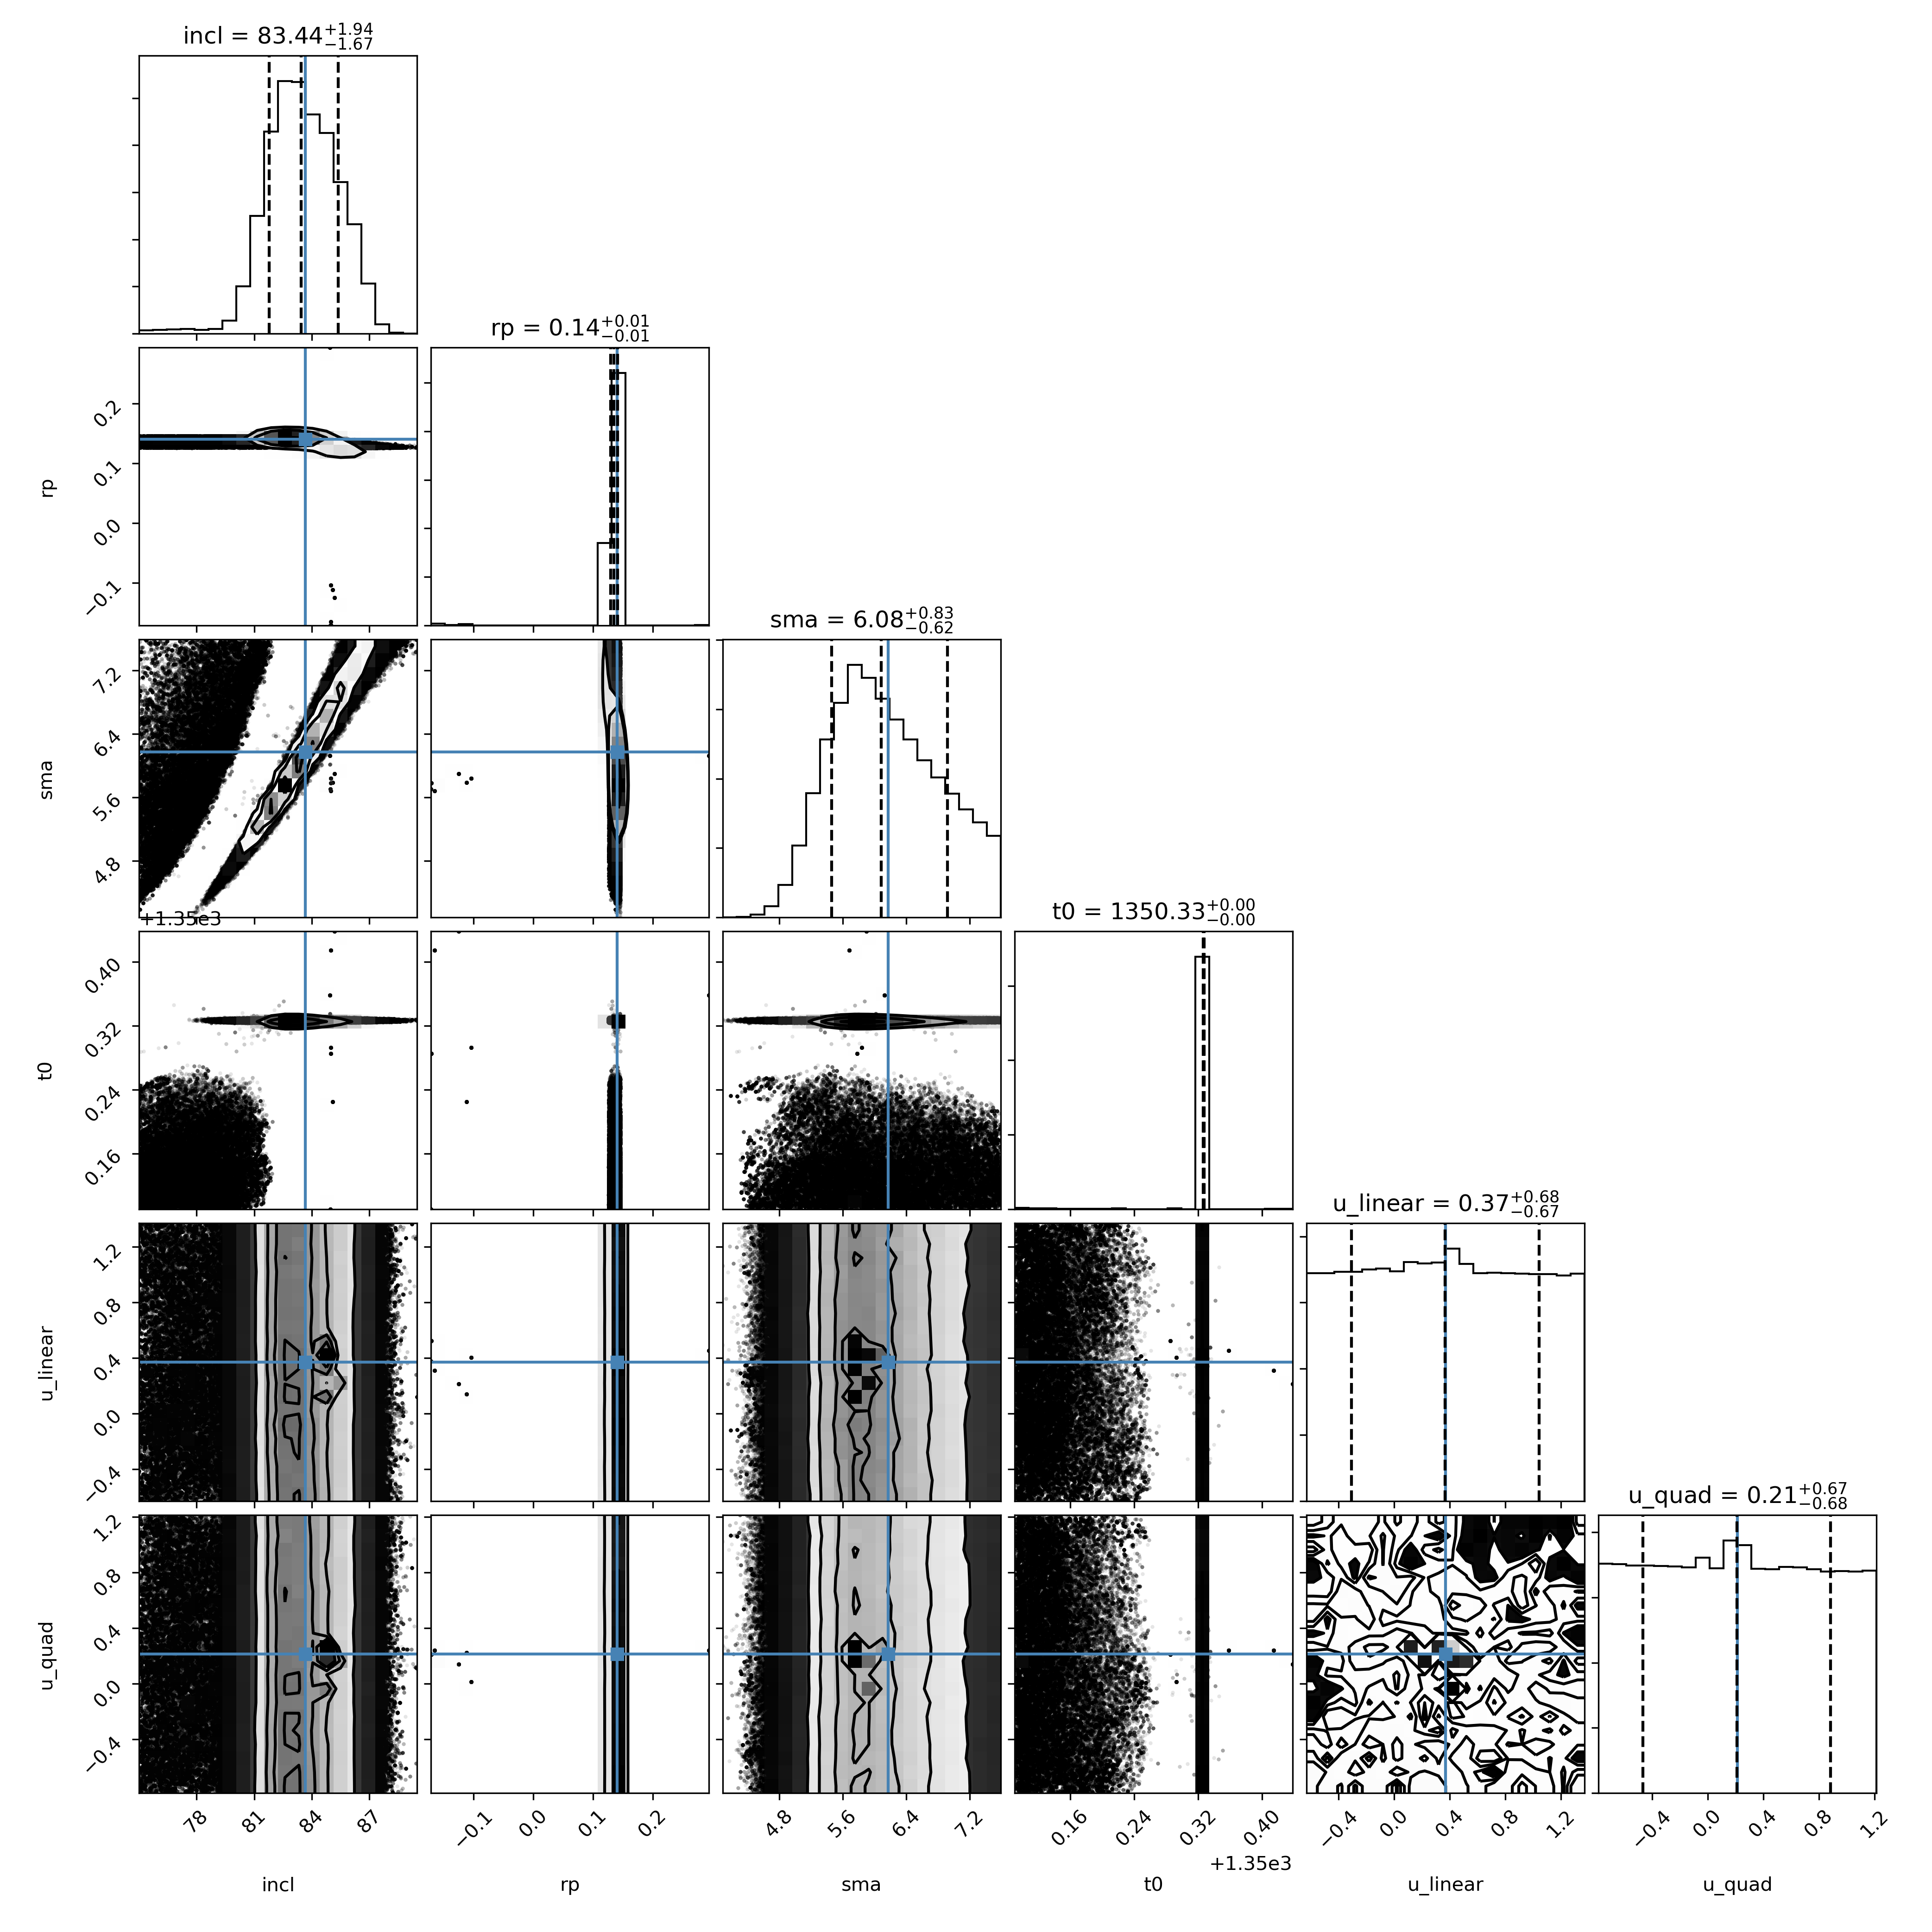 incl = 83.44 +1.94 −1.67
rp = 0.14 +0.01 −0.01
0.2
0.1
0.0
−0.1
rp
sma = 6.08 +0.83 −0.62
7.2
6.4
5.6
4.8
sma
+1.35e3
t0 = 1350.33 +0.00 −0.00
0.40
0.32
0.24
0.16
t0
u_linear = 0.37 +0.68 −0.67
1.2
0.8
0.4
0.0
−0.4
u_linear
u_quad = 0.21 +0.67 −0.68
1.2
0.8
0.4
0.0
−0.4
u_quad
78 81 84 87 −0.1 0.0 0.1 0.2 4.8 5.6 6.4 7.2 0.16 0.24 0.32 0.40 −0.4 0.0 0.4 0.8 1.2 −0.4 0.0 0.4 0.8 1.2
+1.35e3
incl rp sma t0 u_linear u_quad